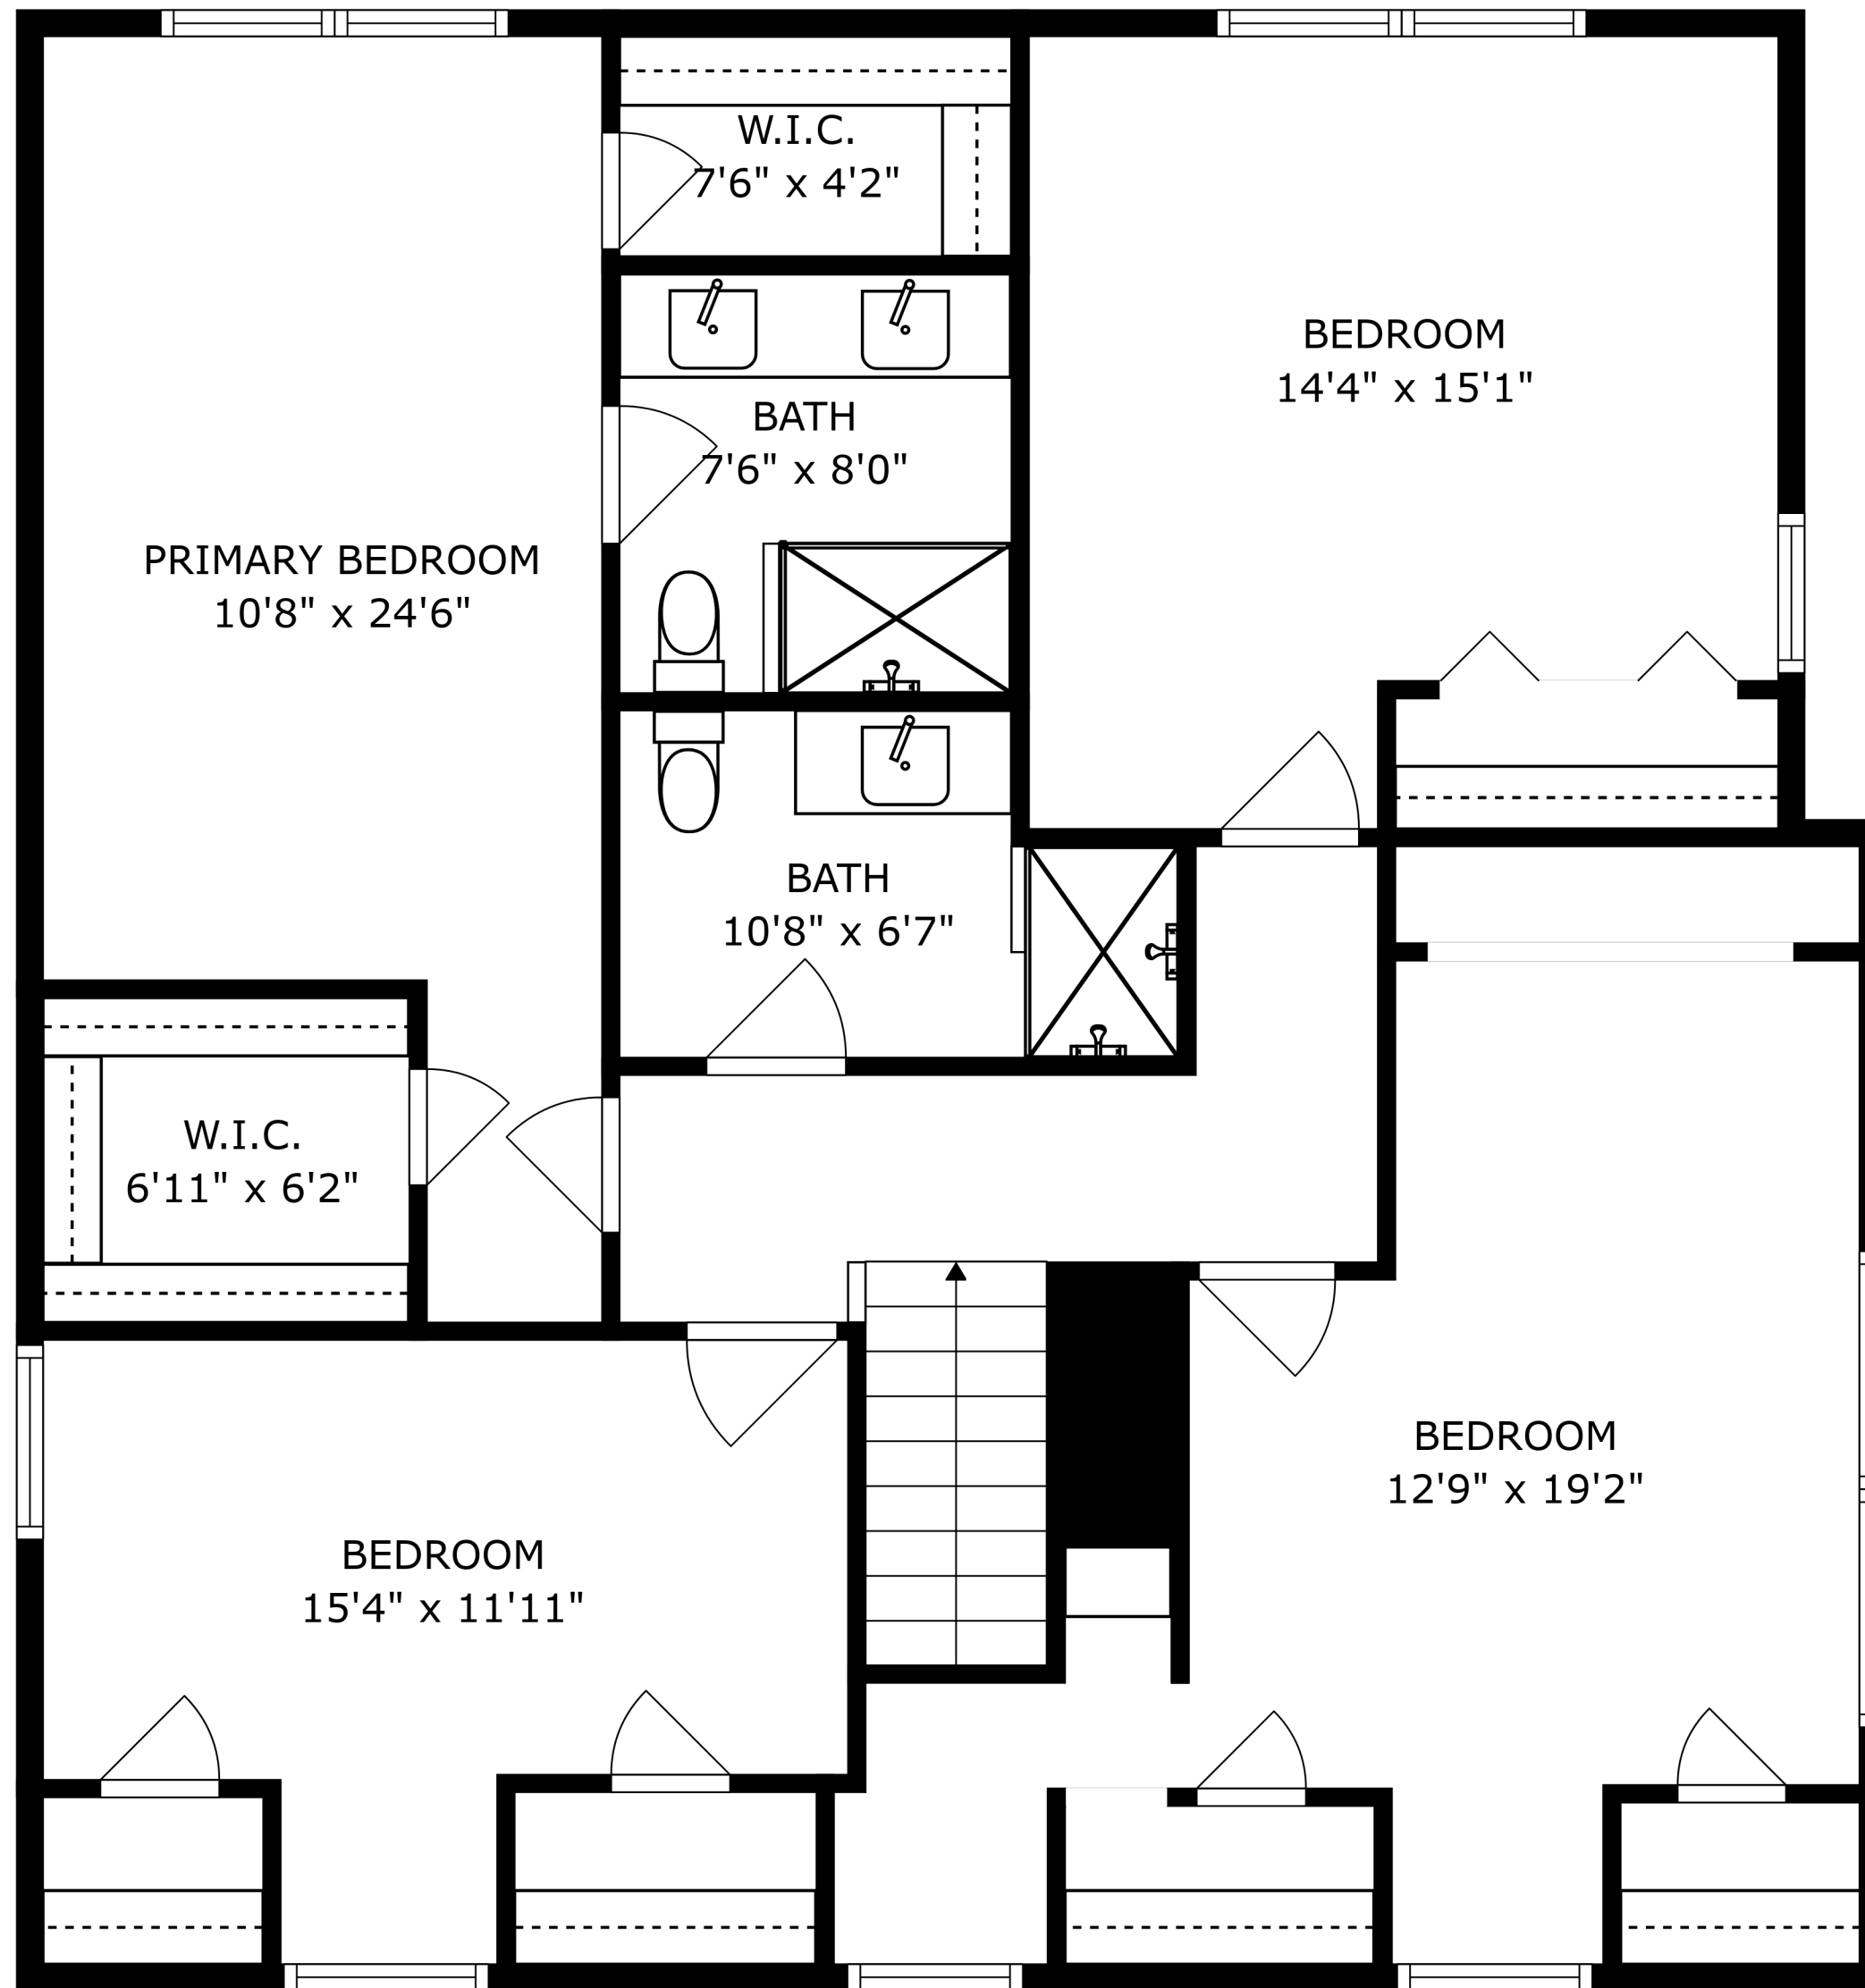 W.I.C.
7'6" x 4'2"
BEDROOM
14'4" x 15'1"
BATH
7'6" x 8'0"
PRIMARY BEDROOM
10'8" x 24'6"
BATH
10'8" x 6'7"
W.I.C.
6'11" x 6'2"
BEDROOM
12'9" x 19'2"
BEDROOM
15'4" x 11'11"